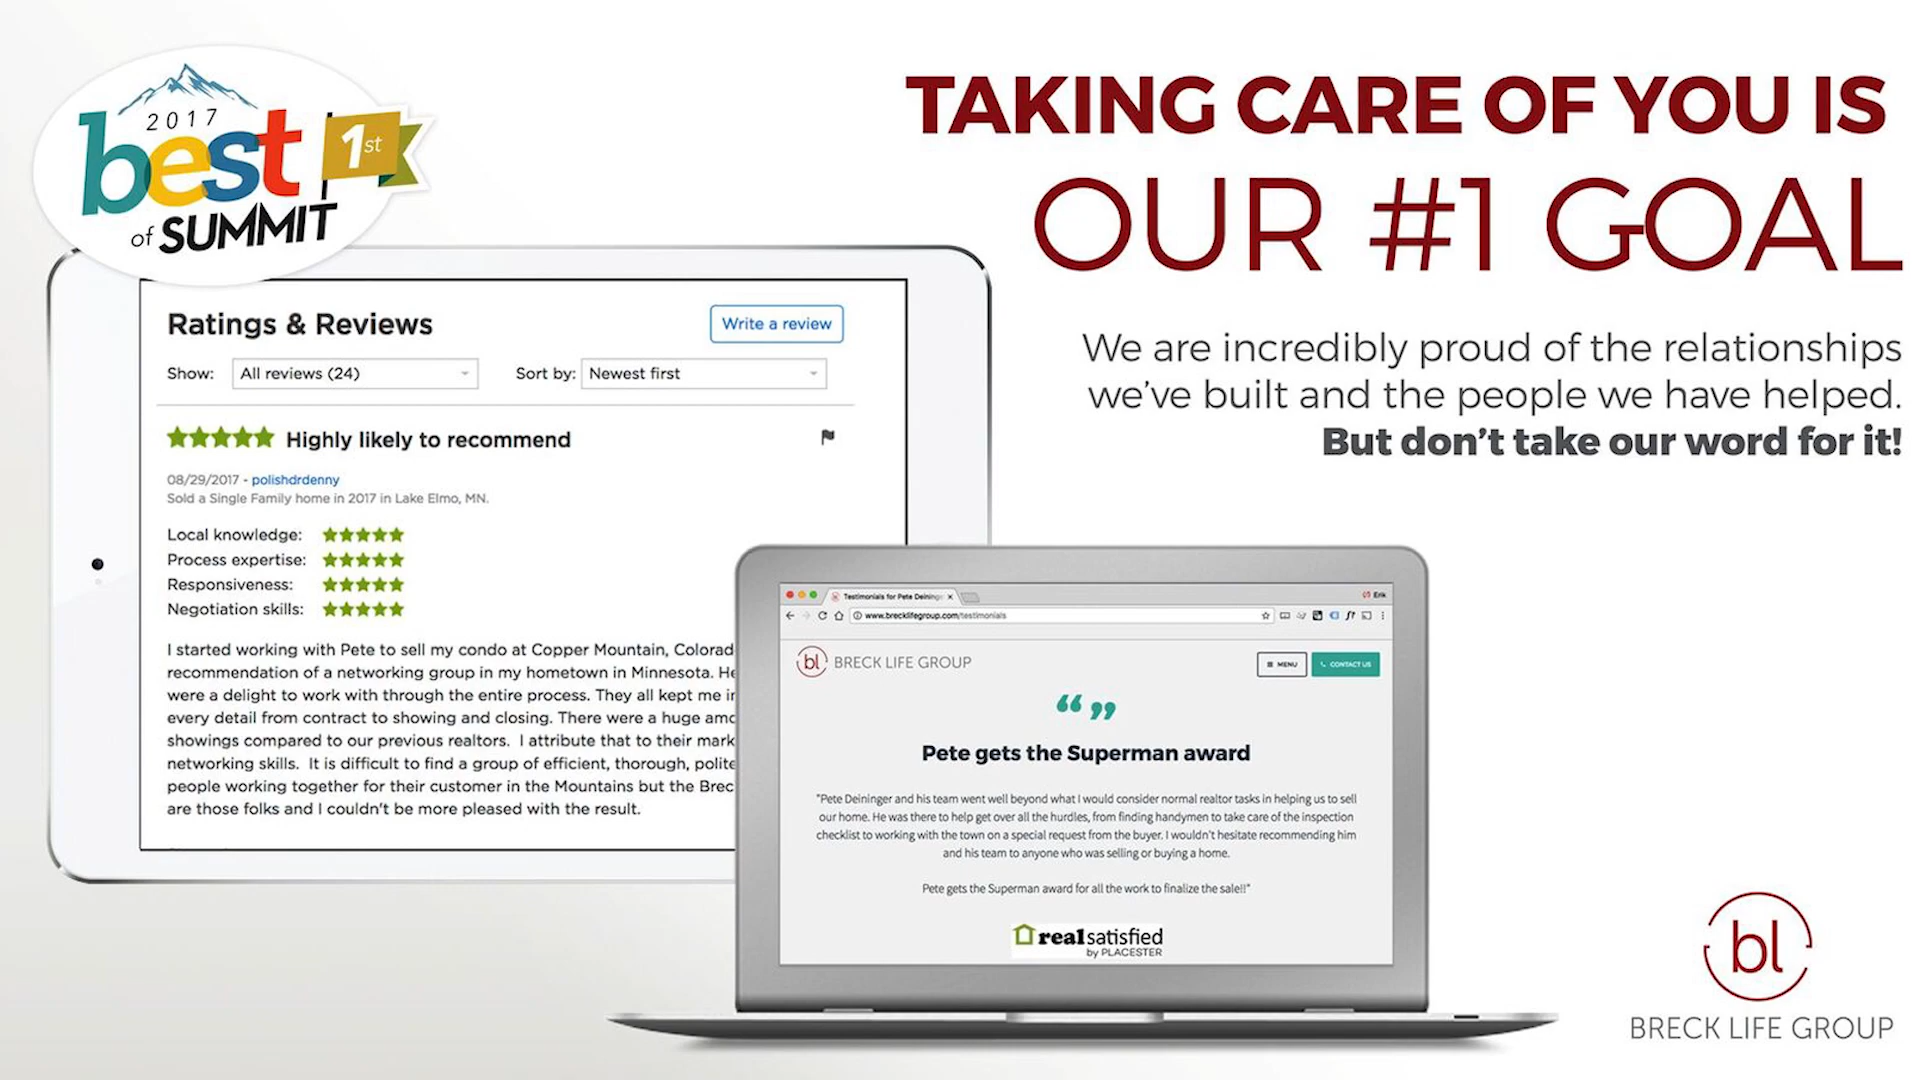 2017
best
of SUMMIT
1st
TAKING CARE OF YOU IS
OUR #1 GOAL
We are incredibly proud of the relationships
we've built and the people we have helped.
But don't take our word for it!
Ratings & Reviews
Write a review
Show: All reviews (24) Sort by: Newest first
Highly likely to recommend
08/29/2017 - polishdrdenny
Sold a Single Family home in 2017 in Lake Elmo, MN.
Local knowledge:
Process expertise:
Responsiveness:
Negotiation skills:
I started working with Pete to sell my condo at Copper Mountain, Colorad
recommendation of a networking group in my hometown in Minnesota. He
were a delight to work with through the entire process. They all kept me ir
every detail from contract to showing and closing. There were a huge amo
showings compared to our previous realtors. I attribute that to their mark
networking skills. It is difficult to find a group of efficient, thorough, polite
people working together for their customer in the Mountains but the Brec
are those folks and I couldn't be more pleased with the result.
Testimonials for Pete Deining
Erik
www.brecklifegroup.com/testimonials
bl BRECK LIFE GROUP
MENU
CONTACT US
Pete gets the Superman award
"Pete Deininger and his team went well beyond what I would consider normal realtor tasks in helping us to sell
our home. He was there to help get over all the hurdles, from finding handymen to take care of the inspection
checklist to working with the town on a special request from the buyer. I wouldn't hesitate recommending him
and his team to anyone who was selling or buying a home.
Pete gets the Superman award for all the work to finalize the sale!!"
realsatisfied
by PLACESTER
bl
BRECK LIFE GROUP